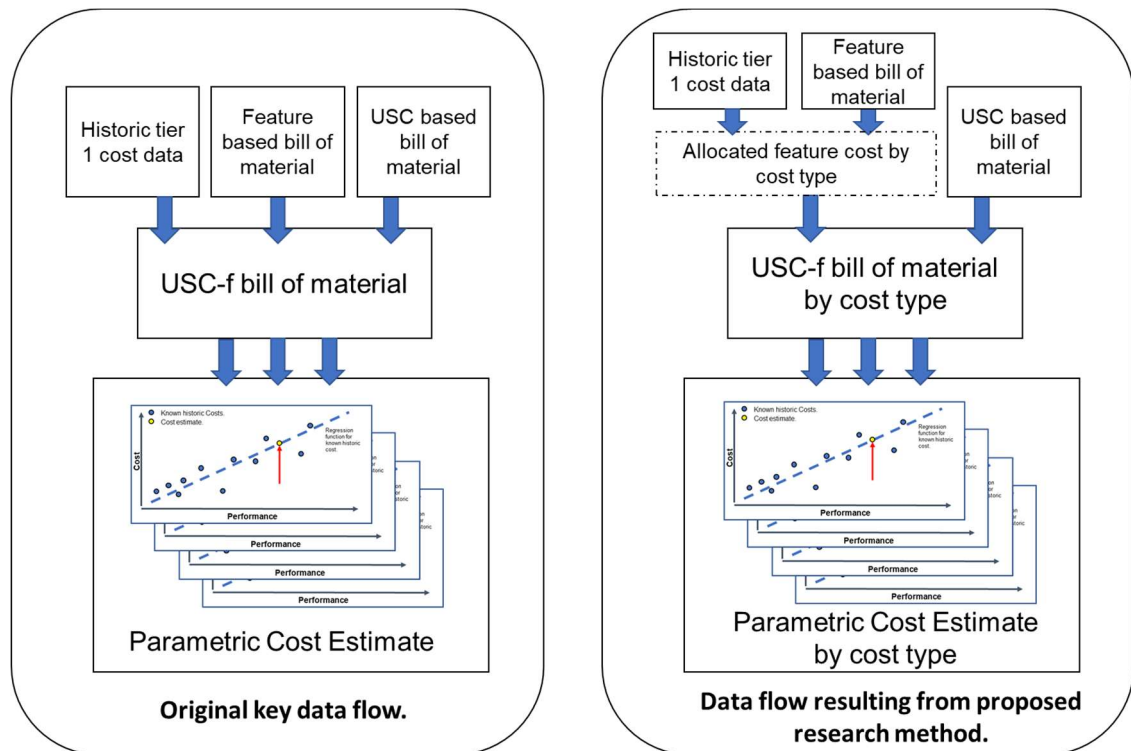 Historic tier
1 cost data
Feature
based bill of
material
USC based
bill of
material
USC-f bill of material
Known historic Costs.
Cost estimate.
Regression
function for
known historic
cost.
Cost
Performance
Performance
Performance
Performance
Parametric Cost Estimate
Original key data flow.
Historic tier
1 cost data
Feature
based bill of
material
USC based
bill of
material
Allocated feature cost by
cost type
USC-f bill of material
by cost type
Known historic Costs.
Cost estimate.
Regression
function for
known historic
cost.
Cost
Performance
Performance
Performance
Performance
Parametric Cost Estimate
by cost type
Data flow resulting from proposed
research method.